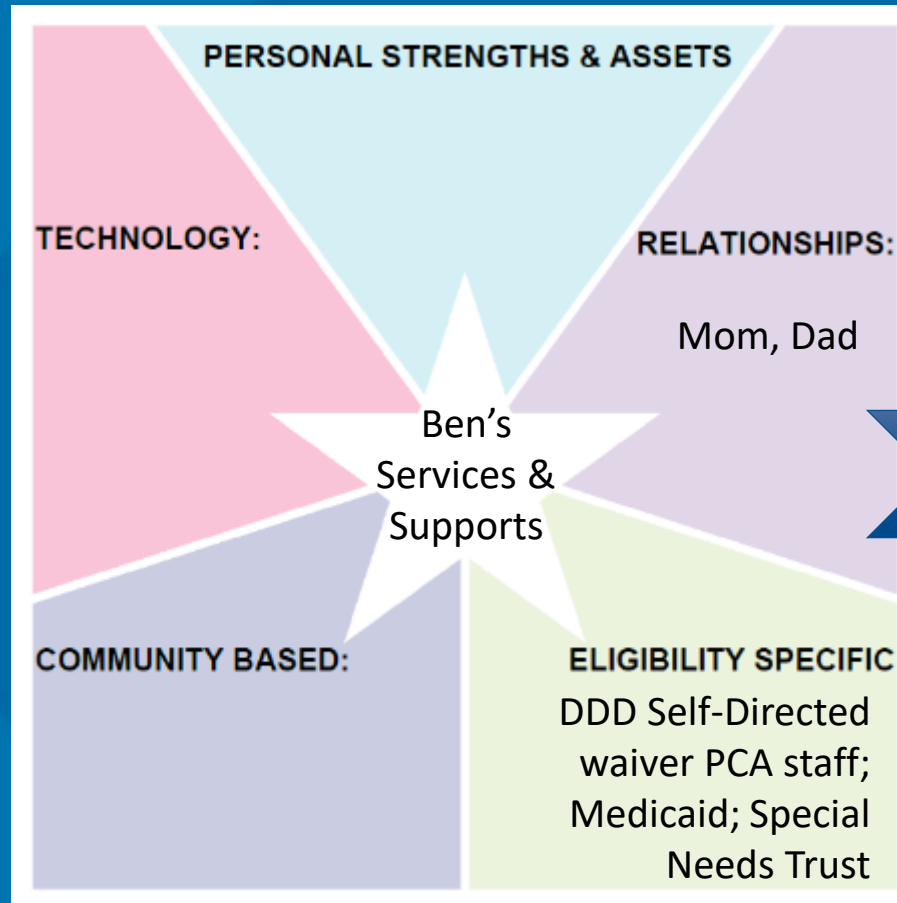 PERSONAL STRENGTHS & ASSETS
TECHNOLOGY:
RELATIONSHIPS:
Mom, Dad
Ben’s
Services &
Supports
COMMUNITY BASED:
ELIGIBILITY SPECIFIC
DDD Self-Directed
waiver PCA staff;
Medicaid; Special
Needs Trust